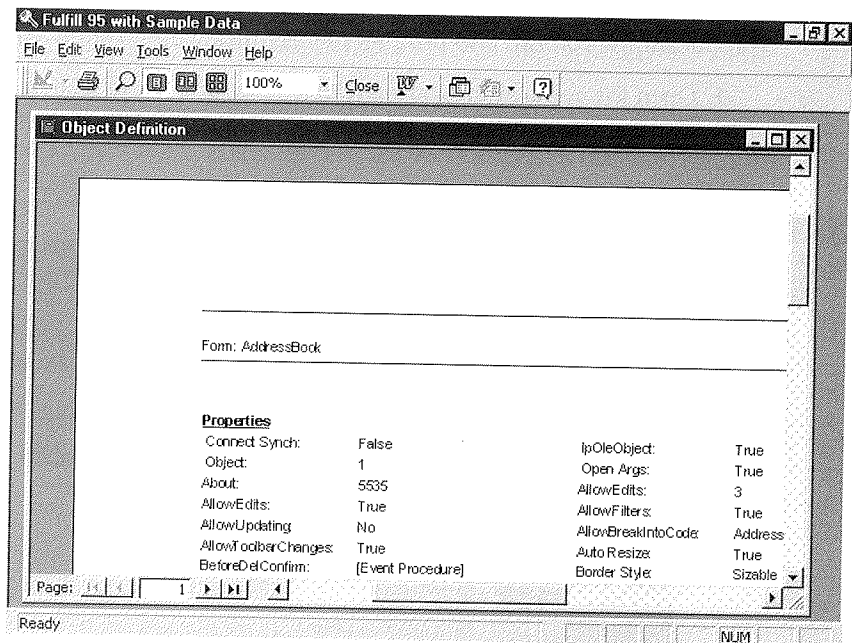 Fulfill 95 with Sample Data
File Edit View Tools Window Help
100% Close
Object Definition
Form: AddressBook
Properties
Connect Synch: False IpOleObject: True
Object: 1 Open Args: True
About: 5535 AllowEdits: 3
AllowEdits: True AllowFilters: True
AllowUpdating No AllowBreakIntoCode: Address
AllowToolbarChanges: True Auto Resize: True
BeforeDelConfirm: [Event Procedure] Border Style: Sizable
Page: 1
Ready NUM